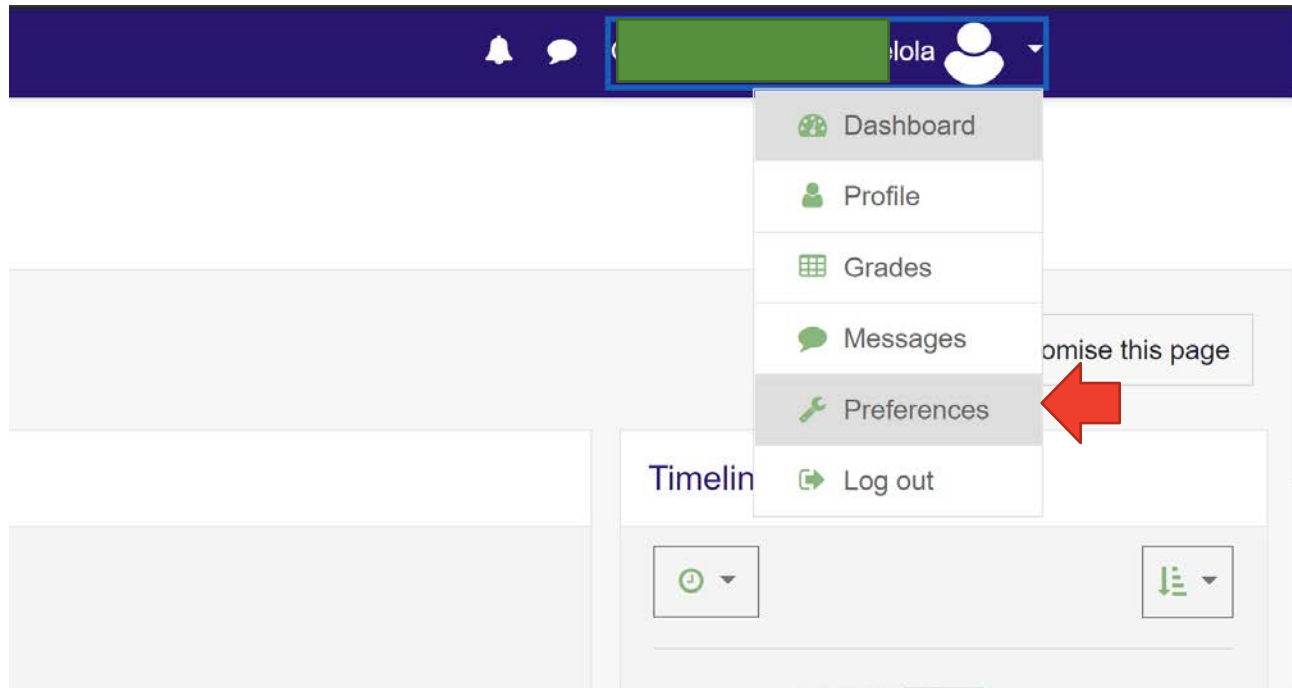 elola
Dashboard
Profile
Grades
Messages
omise this page
Preferences
Timelin
Log out